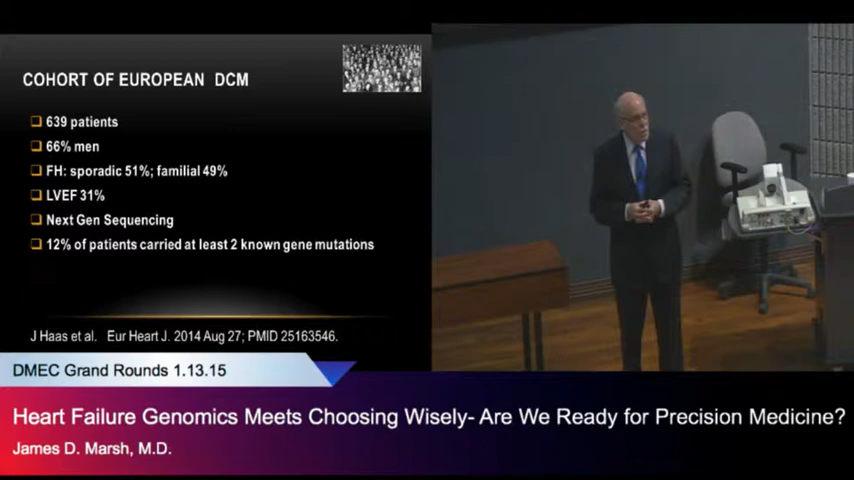 COHORT OF EUROPEAN DCM
639 patients
66% men
FH: sporadic 51%; familial 49%
LVEF 31%
Next Gen Sequencing
12% of patients carried at least 2 known gene mutations
J Haas et al. Eur Heart J. 2014 Aug 27; PMID 25163546.
DMEC Grand Rounds 1.13.15
Heart Failure Genomics Meets Choosing Wisely- Are We Ready for Precision Medicine?
James D. Marsh, M.D.